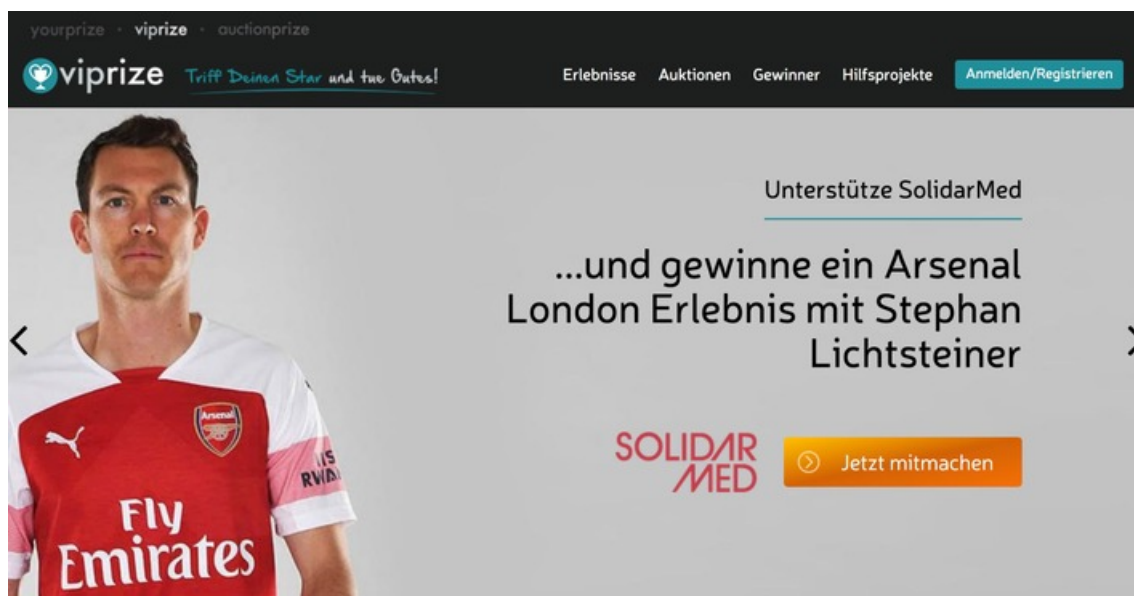 yourprize · viprize · auctionprize
viprize Triff Deinen Star und tue Gutes!
Erlebnisse Auktionen Gewinner Hilfsprojekte Anmelden/Registrieren
Unterstütze SolidarMed
...und gewinne ein Arsenal
London Erlebnis mit Stephan
Lichtsteiner
SOLIDAR
MED
Jetzt mitmachen
Arsenal
Fly
Emirates